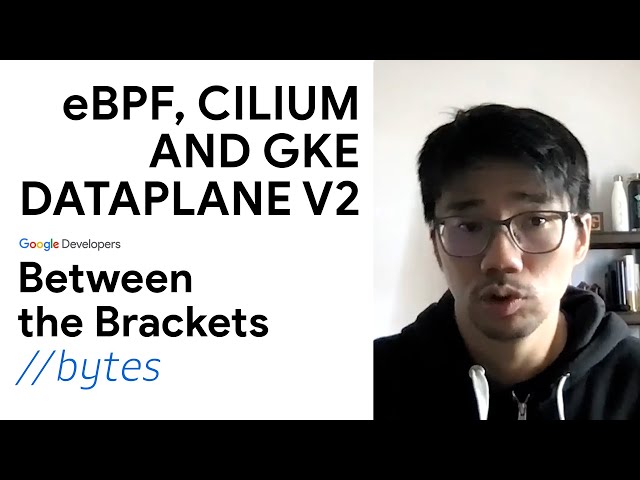 eBPF, CILIUM
AND GKE
DATAPLANE V2
Google Developers
Between
the Brackets
//bytes